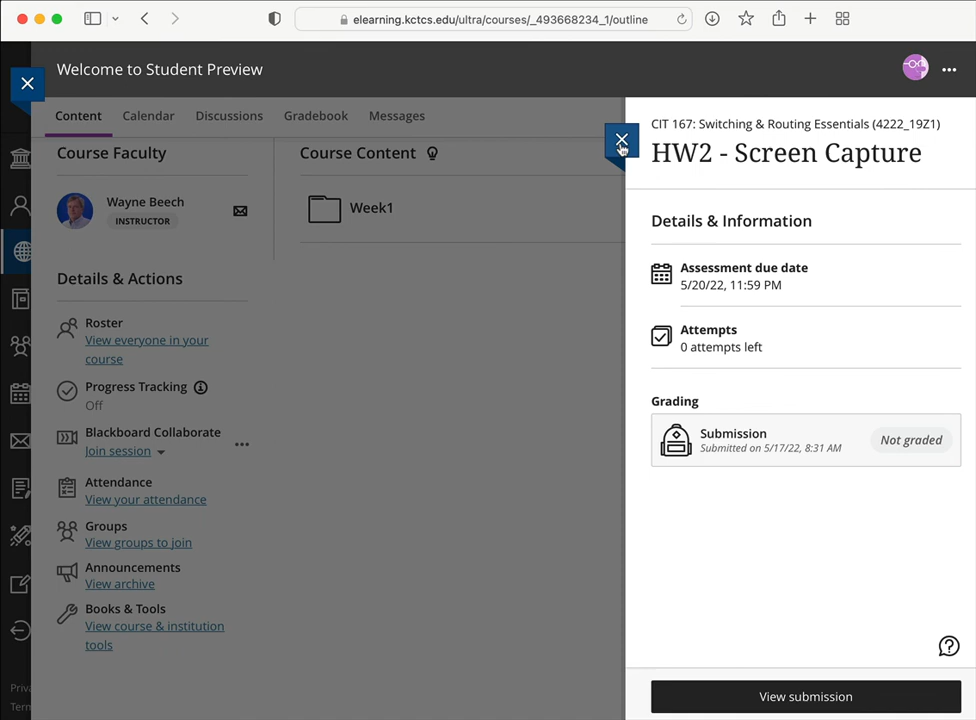 elearning.kctcs.edu/ultra/courses/_493668234_1/outline
Welcome to Student Preview
Content Calendar Discussions Gradebook Messages
Course Faculty
Wayne Beech
INSTRUCTOR
Details & Actions
Roster
View everyone in your
course
Progress Tracking
Off
Blackboard Collaborate
Join session
Attendance
View your attendance
Groups
View groups to join
Announcements
View archive
Books & Tools
View course & institution
tools
Priva
Term
Course Content
Week1
CIT 167: Switching & Routing Essentials (4222_19Z1)
HW2 - Screen Capture
Details & Information
Assessment due date
5/20/22, 11:59 PM
Attempts
0 attempts left
Grading
Submission
Submitted on 5/17/22, 8:31 AM
Not graded
View submission